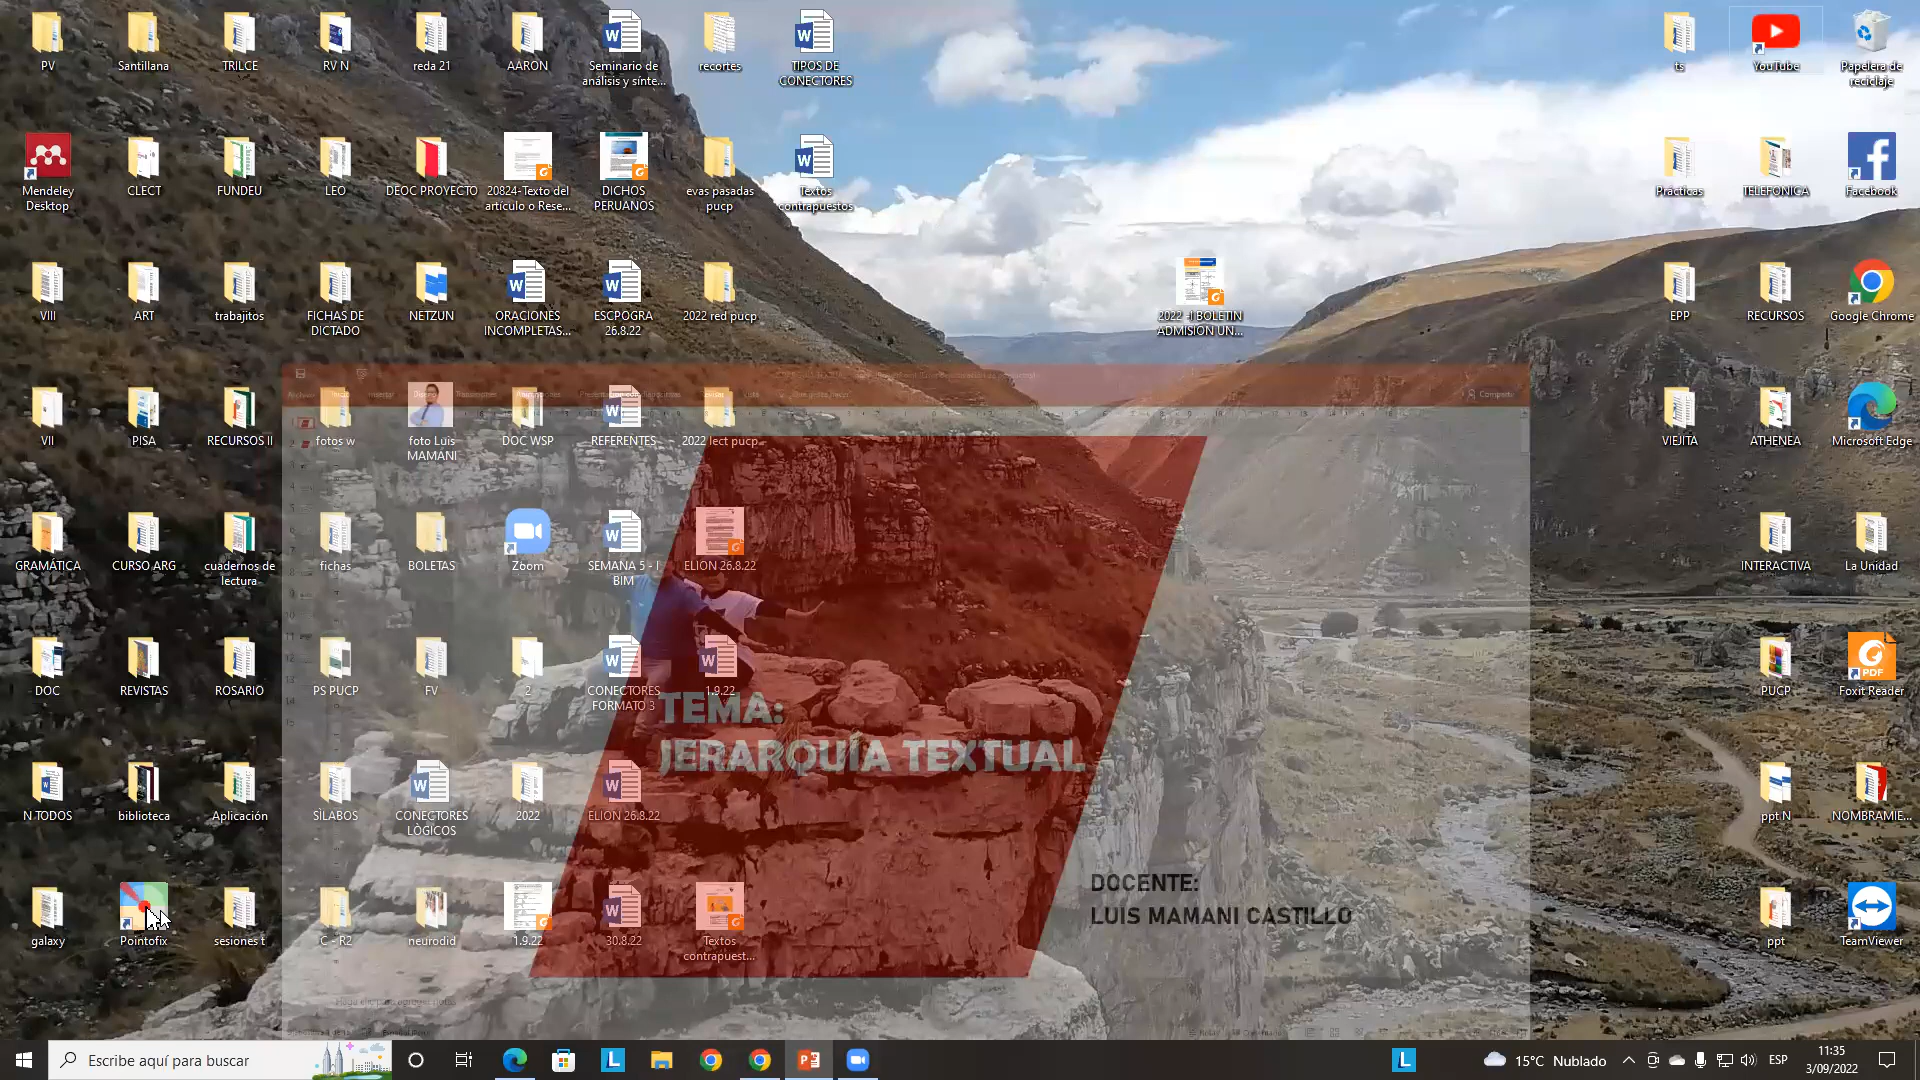 PV
Santillana
TRILCE
RV N
reda 21
AARON
Seminario de
análisis y sínte...
recortes
TIPOS DE
CONECTORES
ts
YouTube
Papelera de
reciclaje
Mendeley
Desktop
CLECT
FUNDEU
LEO
DEOC PROYECTO
20824-Texto del
artículo o Rese...
DICHOS
PERUANOS
evas pasadas
pucp
Textos
contrapuestos
Prácticas
TELEFONICA
Facebook
VIII
ART
trabajitos
FICHAS DE
DICTADO
NETZUN
ORACIONES
INCOMPLETAS...
ESCPOGRA
26.8.22
2022 red pucp
2022 -I BOLETIN
ADMISION UN...
EPP
RECURSOS
Google Chrome
VII
PISA
RECURSOS II
fotos w
foto Luis
MAMANI
DOC WSP
REFERENTES
2022 lect pucp
VIEJITA
ATHENEA
Microsoft Edge
GRAMÁTICA
CURSO ARG
cuadernos de
lectura
fichas
BOLETAS
Zoom
SEMANA 5 - I
BIM
ELION 26.8.22
INTERACTIVA
La Unidad
DOC
REVISTAS
ROSARIO
PS PUCP
FV
2
CONECTORES
FORMATO 3
1.9.22
PUCP
Foxit Reader
TEMA:
JERARQUÍA TEXTUAL
N TODOS
biblioteca
Aplicación
SÍLABOS
CONECTORES
LÒGICOS
2022
ELION 26.8.22
ppt N
NOMBRAMIE...
DOCENTE:
LUIS MAMANI CASTILLO
galaxy
Pointofix
sesiones t
C - R2
neurodid
1.9.22
30.8.22
Textos
contrapuest...
ppt
TeamViewer
Escribe aquí para buscar
15°C Nublado
ESP
11:35
3/09/2022